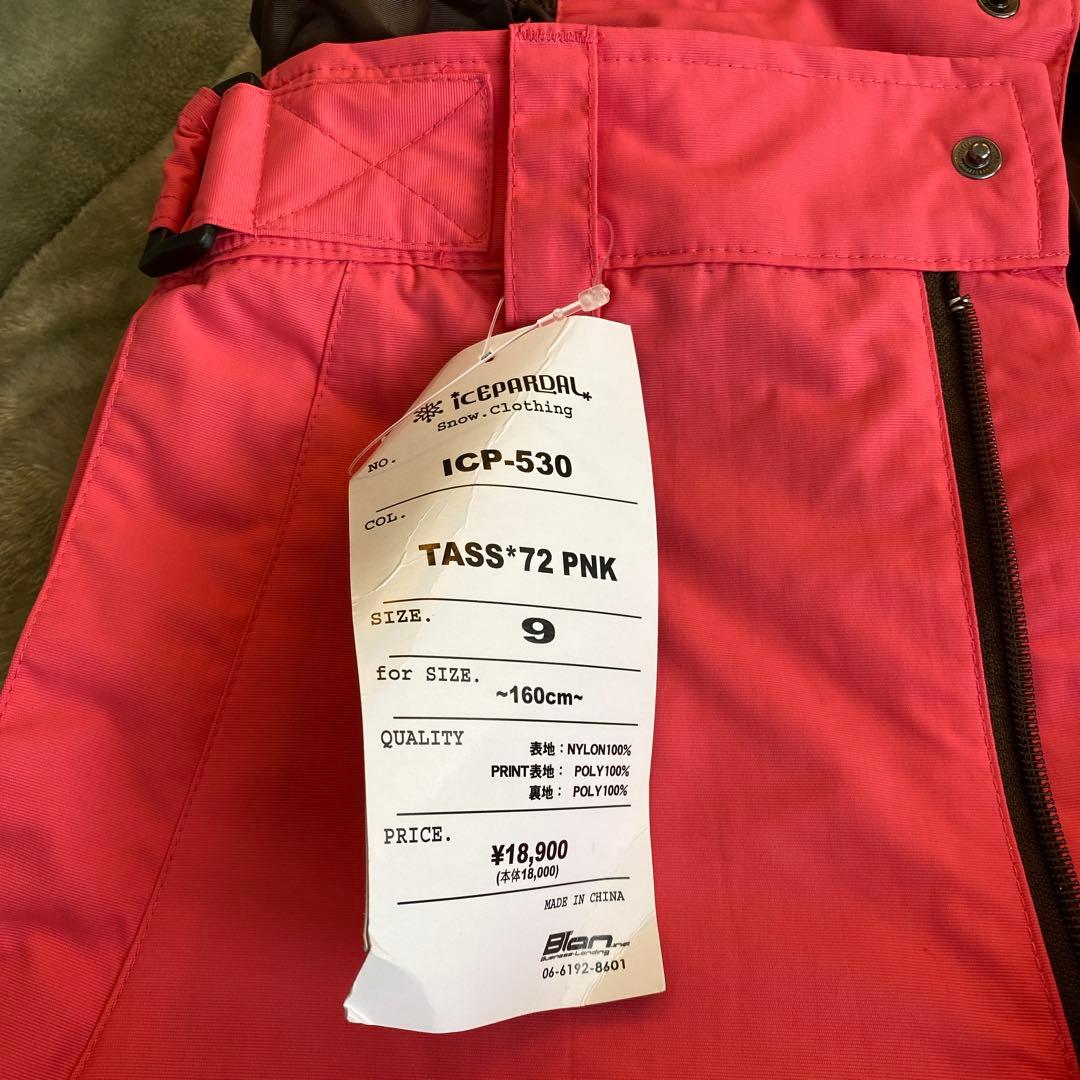 *ICEPARDAL*
Snow.clothing
NO. ICP-530
COL.
TASS*72 PNK
SIZE. 9
for SIZE.
~160cm~
QUALITY
表地：NYLON100%
PRINT表地： POLY100%
裏地： POLY100%
PRICE.
¥18,900
(本体18,000)
MADE IN CHINA
06-6192-8601